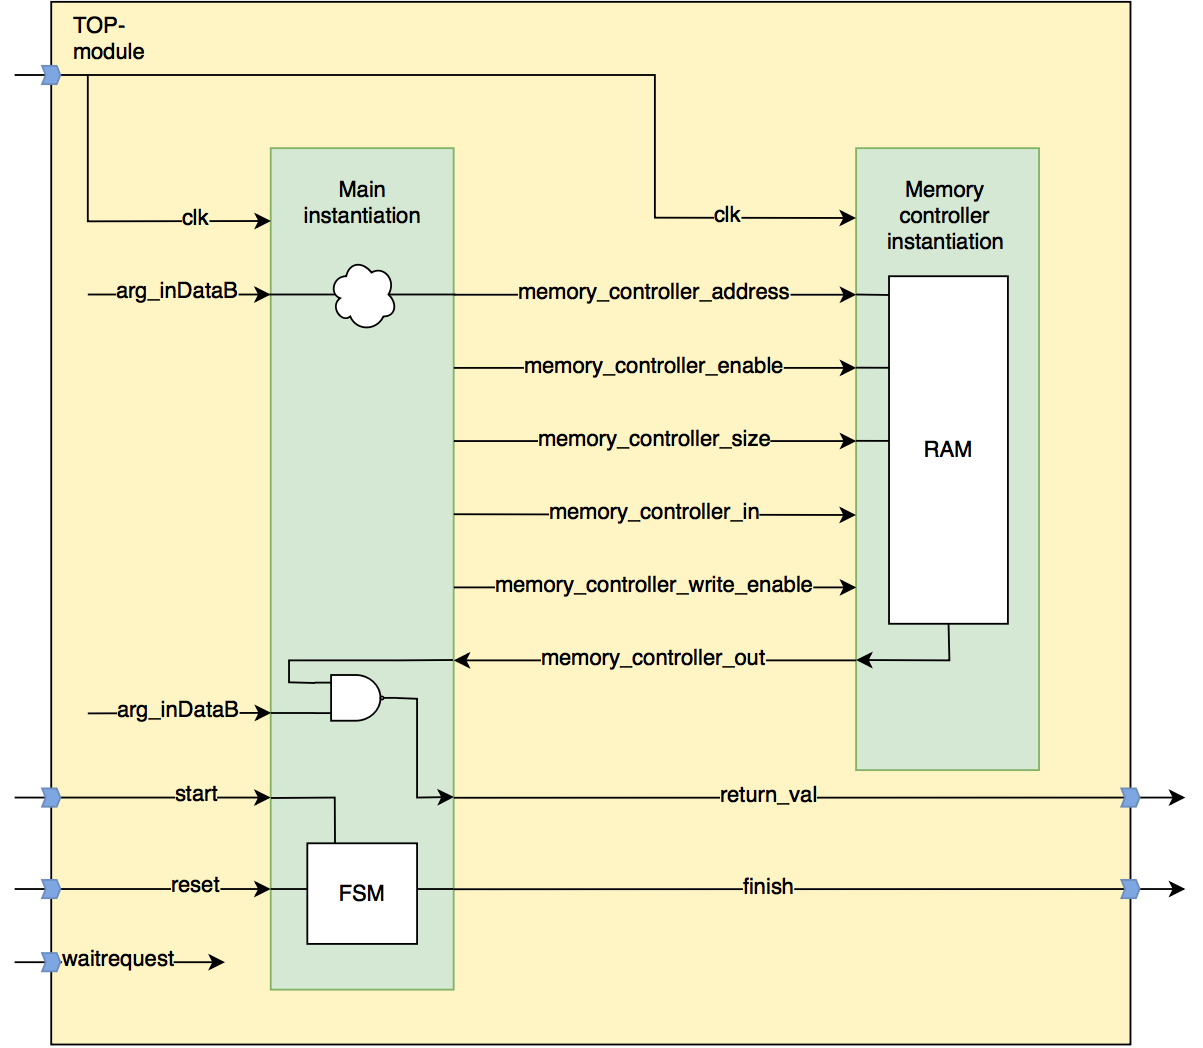 TOP-
module
Main
instantiation
Memory
controller
instantiation
clk
clk
arg_inDataB
memory_controller_address
memory_controller_enable
memory_controller_size
RAM
memory_controller_in
memory_controller_write_enable
memory_controller_out
arg_inDataB
start
return_val
reset
FSM
finish
waitrequest